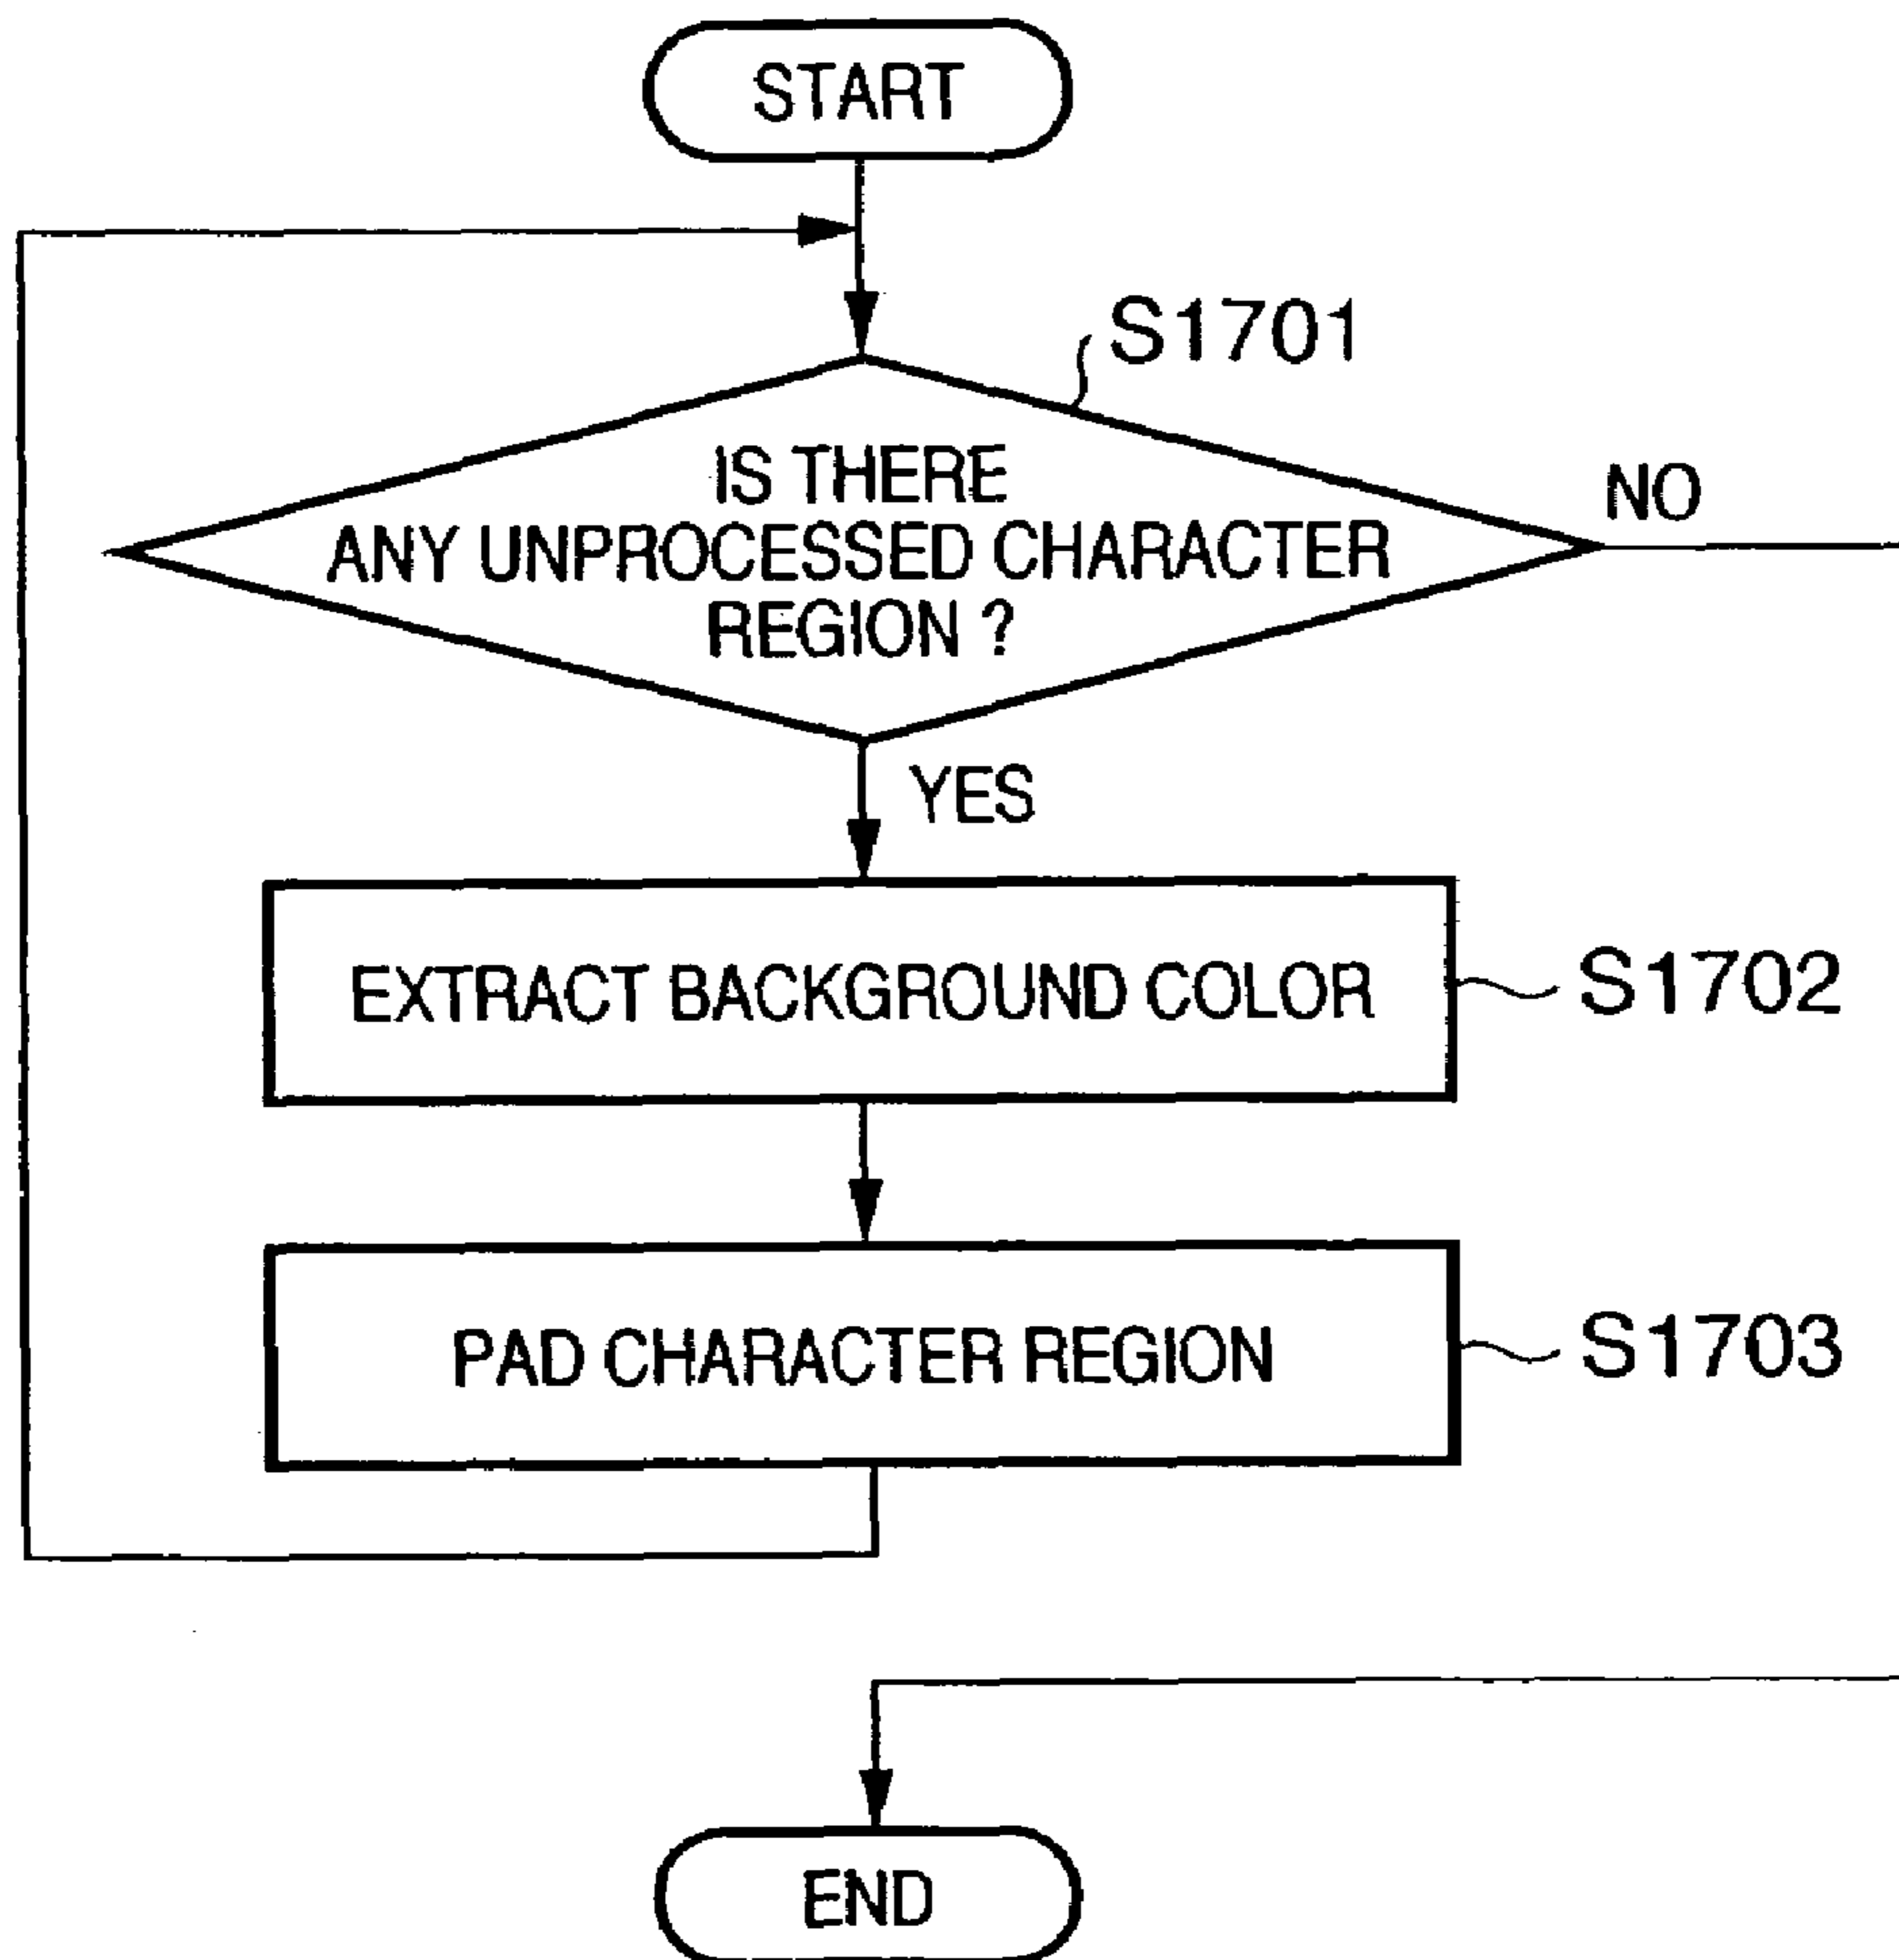 START
S1701
IS THERE
ANY UNPROCESSED CHARACTER
REGION ?
NO
YES
EXTRACT BACKGROUND COLOR
S1702
PAD CHARACTER REGION
S1703
END